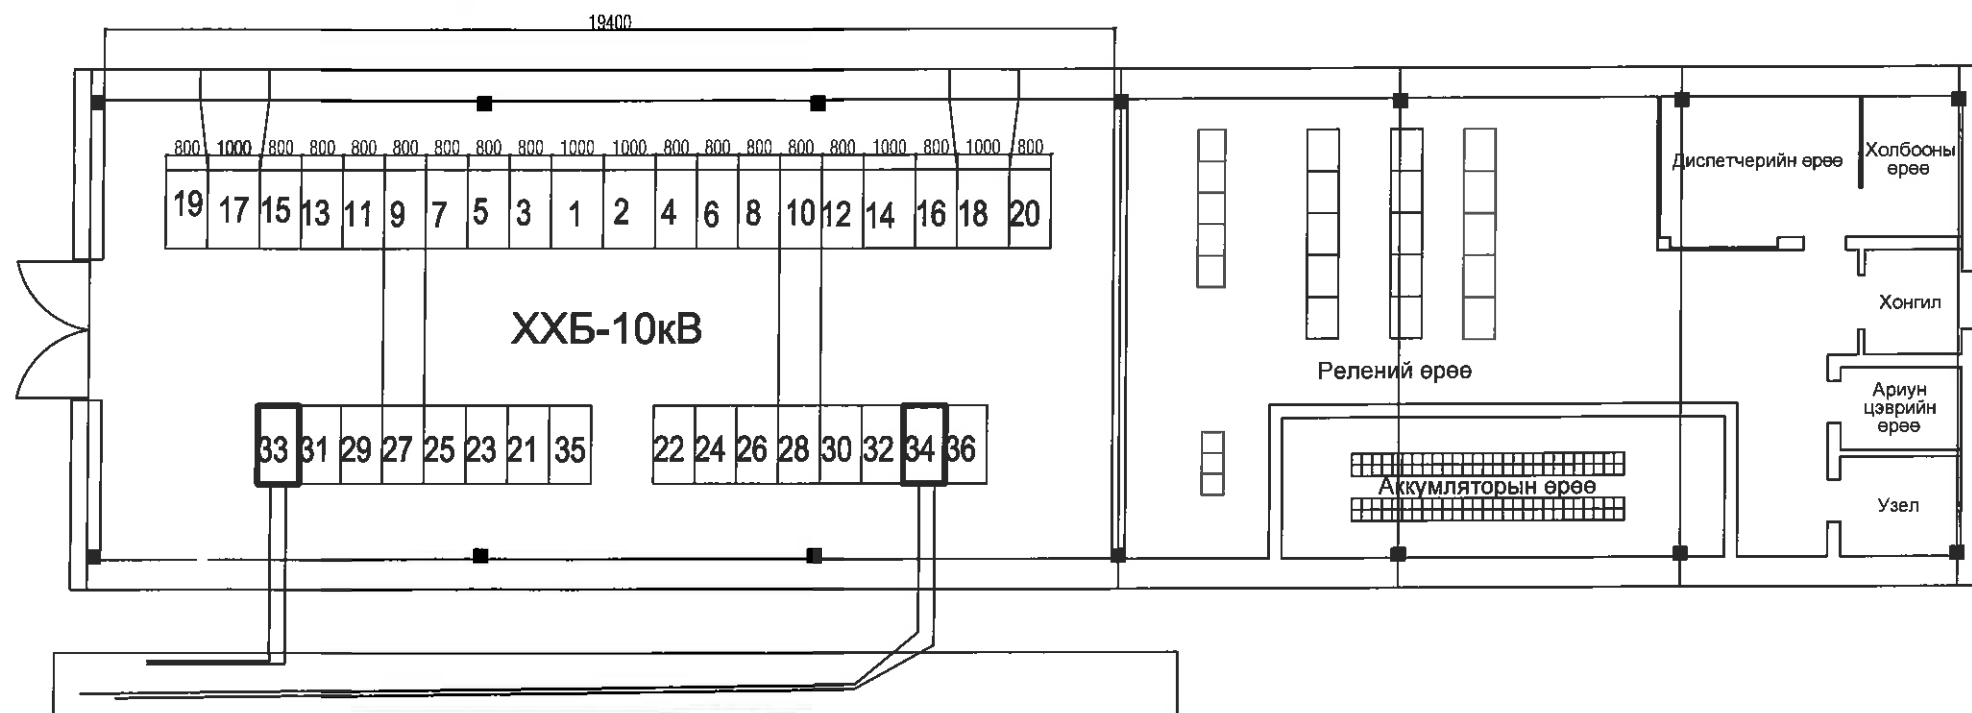 19400
800 1000 800 800 800 800 800 800 800 1000 1000 800 800 800 800 800 1000 800 1000 800
19 17 15 13 11 9 7 5 3 1 2 4 6 8 10 12 14 16 18 20
Диспетчерийн өрөө
Холбооны
өрөө
ХХБ-10кВ
Хонгил
Релений өрөө
Ариун
цэврийн
өрөө
33 31 29 27 25 23 21 35 22 24 26 28 30 32 34 36
Аккумляторын өрөө
Узел